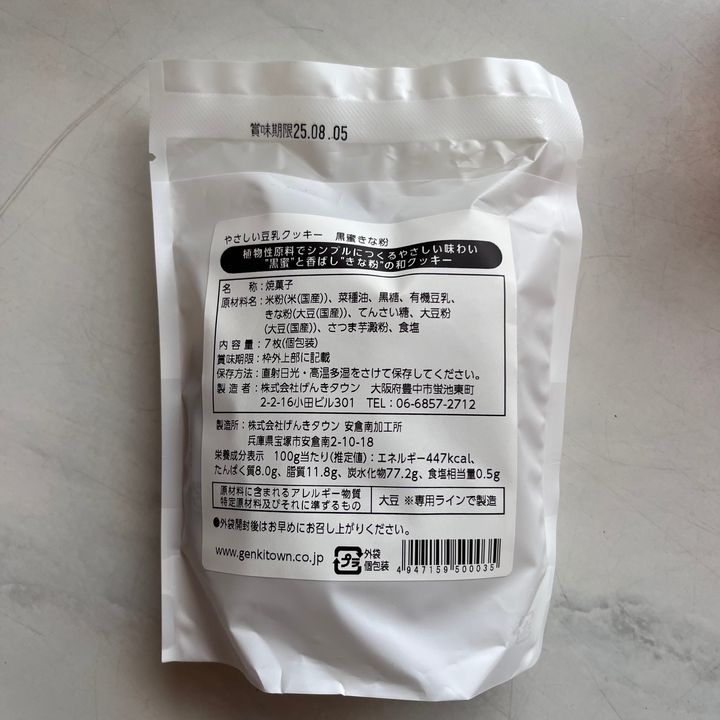 賞味期限25.08.05
やさしい豆乳クッキー 黒蜜きな粉
植物性原料でシンプルにつくるやさしい味わい
"黒蜜"と香ばし"きな粉"の和クッキー
名 称:焼菓子
原材料名:米粉(米(国産))、菜種油、黒糖、有機豆乳、
きな粉(大豆(国産))、てんさい糖、大豆粉
(大豆(国産))、さつま芋澱粉、食塩
内 容 量:7枚(個包装)
賞味期限:枠外上部に記載
保存方法:直射日光・高温多湿をさけて保存してください。
製 造 者:株式会社げんきタウン 大阪府豊中市蛍池東町
2-2-16小田ビル301 TEL:06-6857-2712
製造所:株式会社げんきタウン 安倉南加工所
兵庫県宝塚市安倉南2-10-18
栄養成分表示 100g当たり(推定値):エネルギー447kcal、
たんぱく質8.0g、脂質11.8g、炭水化物77.2g、食塩相当量0.5g
原材料に含まれるアレルギー物質
特定原材料及びそれに準ずるもの
大豆 ※専用ラインで製造
●外袋開封後はお早めにお召し上がりください。
www.genkitown.co.jp
プラ
外袋
個包装
4947159500035